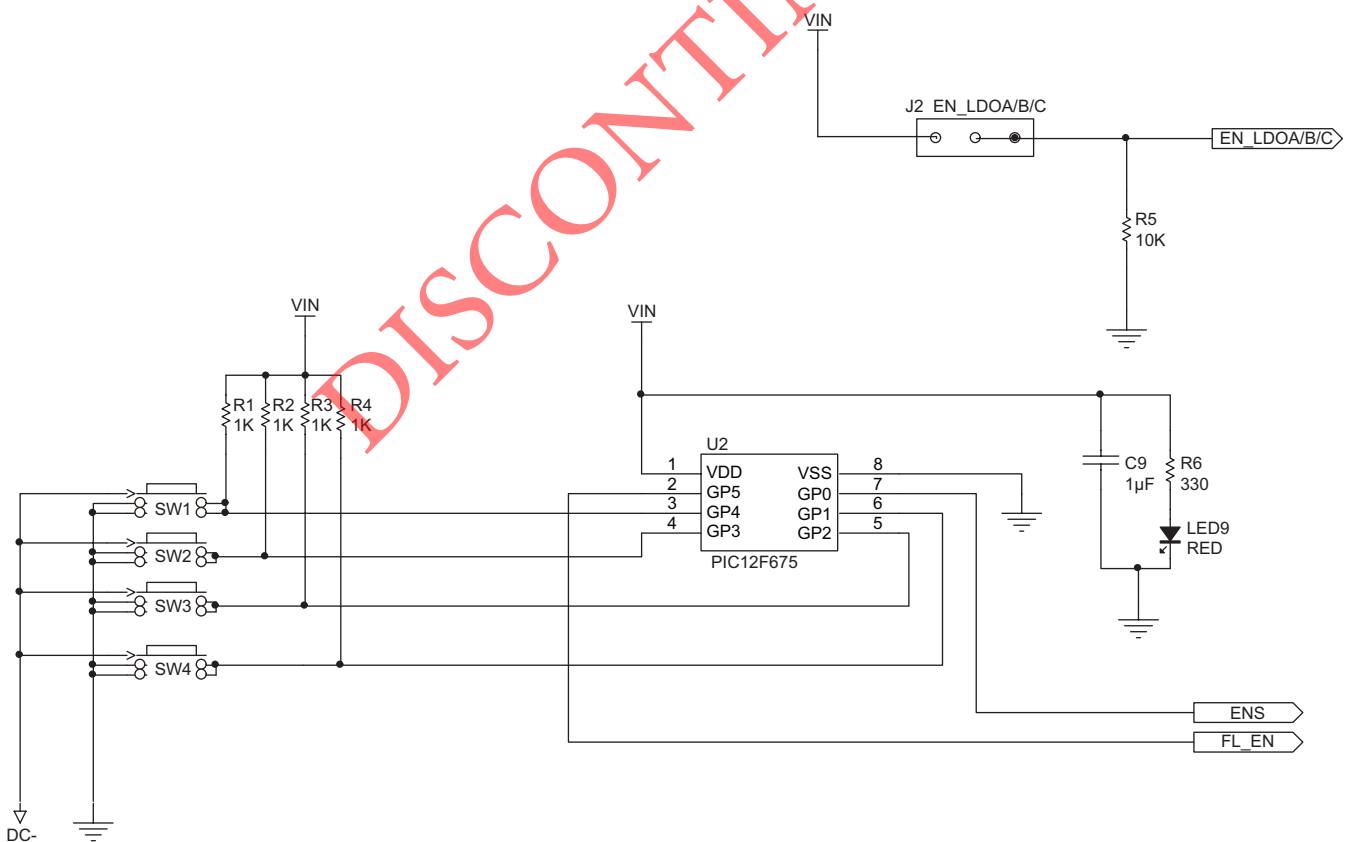 VIN
J2 EN_LDOA/B/C
EN_LDOA/B/C
R5
10K
VIN
VIN
R1
1K
R2
1K
R3
1K
R4
1K
U2
1 VDD
2 GP5
3 GP4
4 GP3
VSS 8
GP0 7
GP1 6
GP2 5
PIC12F675
C9
1µF
R6
330
LED9
RED
SW1
SW2
SW3
SW4
ENS
FL_EN
DC-